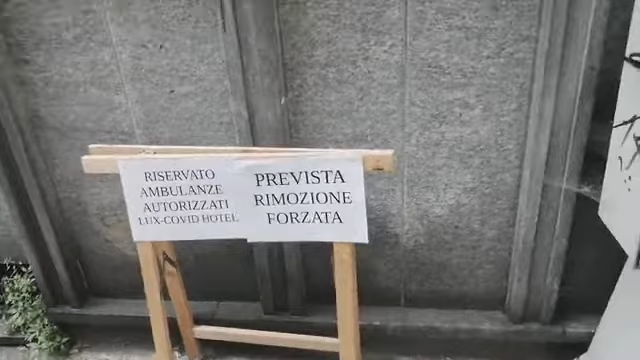 RISERVATO
AMBULANZE
AUTORIZZATI
LUX-COVID HOTEL
PREVISTA
RIMOZIONE
FORZATA